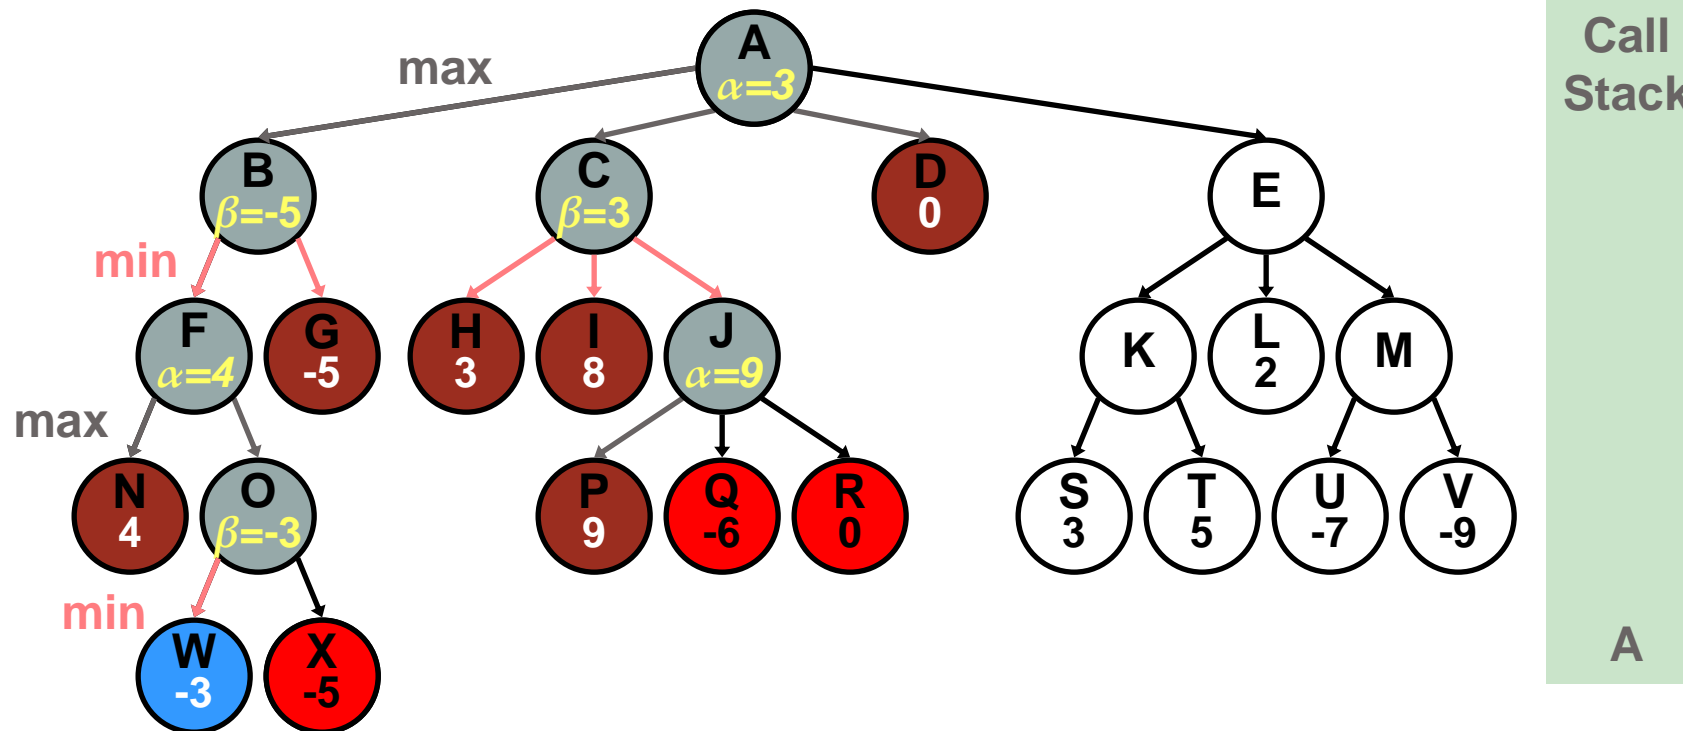 A
α=3
Call
Stack
max
B
β=-5
C
β=3
D
0
E
min
F
α=4
G
-5
H
3
I
8
J
α=9
K
L
2
M
max
N
4
O
β=-3
P
9
Q
-6
R
0
S
3
T
5
U
-7
V
-9
min
W
-3
X
-5
A